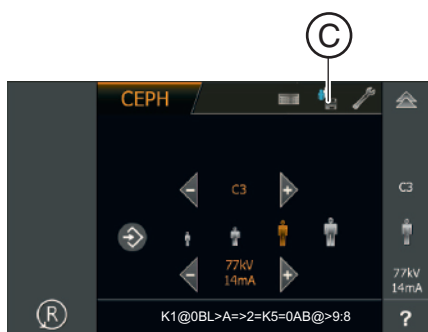 C
CEPH
C3
C3
77kV
14mA
77kV
14mA
R
K1@0BL>A=>2=K5=0AB@>9:8
?